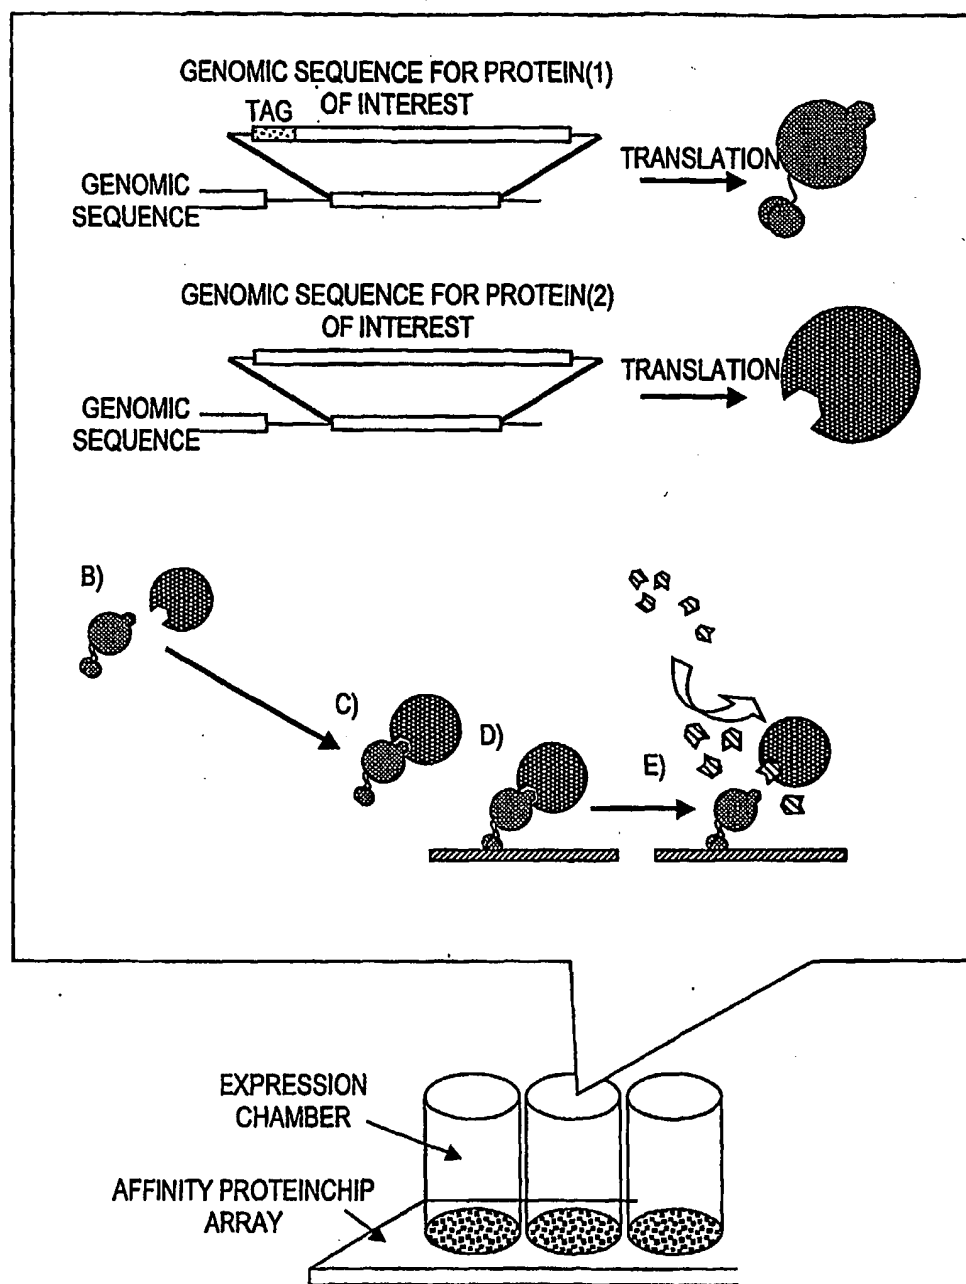 GENOMIC SEQUENCE FOR PROTEIN(1)
OF INTEREST
TAG
TRANSLATION
GENOMIC
SEQUENCE
GENOMIC SEQUENCE FOR PROTEIN(2)
OF INTEREST
TRANSLATION
GENOMIC
SEQUENCE
B)
C)
D)
E)
EXPRESSION
CHAMBER
AFFINITY PROTEINCHIP
ARRAY